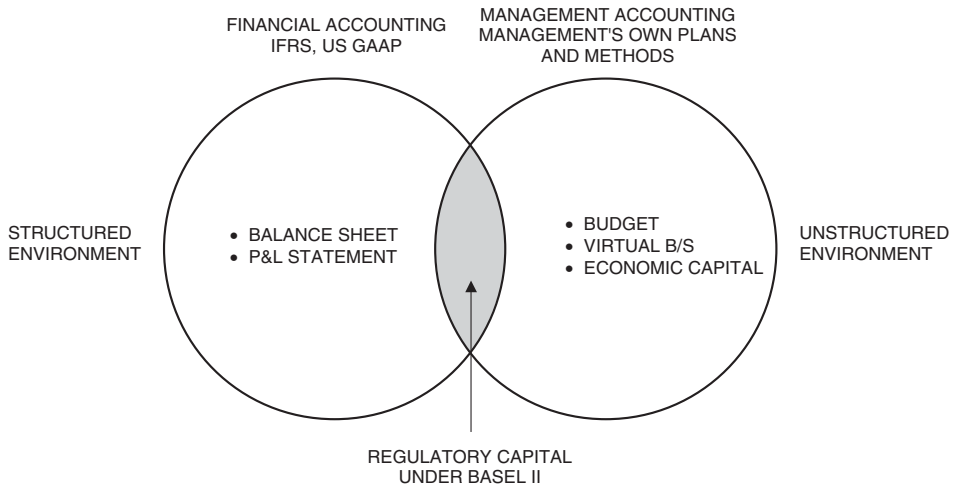 FINANCIAL ACCOUNTING
IFRS, US GAAP
MANAGEMENT ACCOUNTING
MANAGEMENT'S OWN PLANS
AND METHODS
STRUCTURED
ENVIRONMENT
• BALANCE SHEET
• P&L STATEMENT
• BUDGET
• VIRTUAL B/S
• ECONOMIC CAPITAL
UNSTRUCTURED
ENVIRONMENT
REGULATORY CAPITAL
UNDER BASEL II